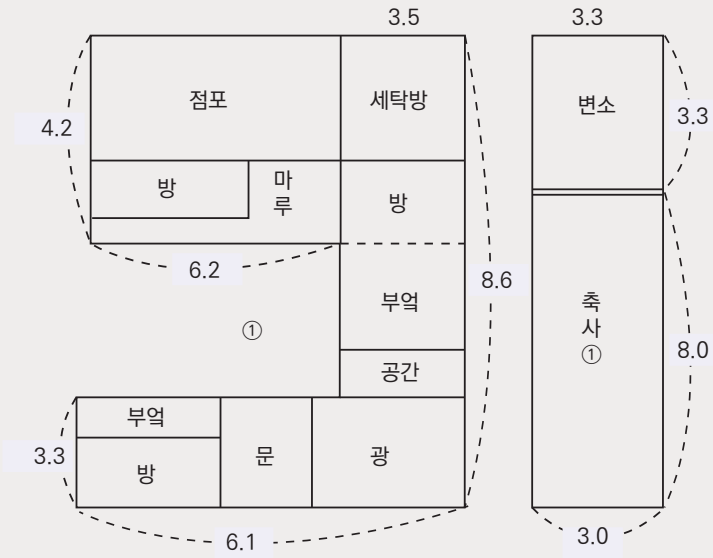 3.5
3.3
점포
세탁방
변소
4.2
3.3
방
마
루
방
6.2
8.6
부엌
축
사
①
①
8.0
공간
부엌
3.3
방
문
광
6.1
3.0